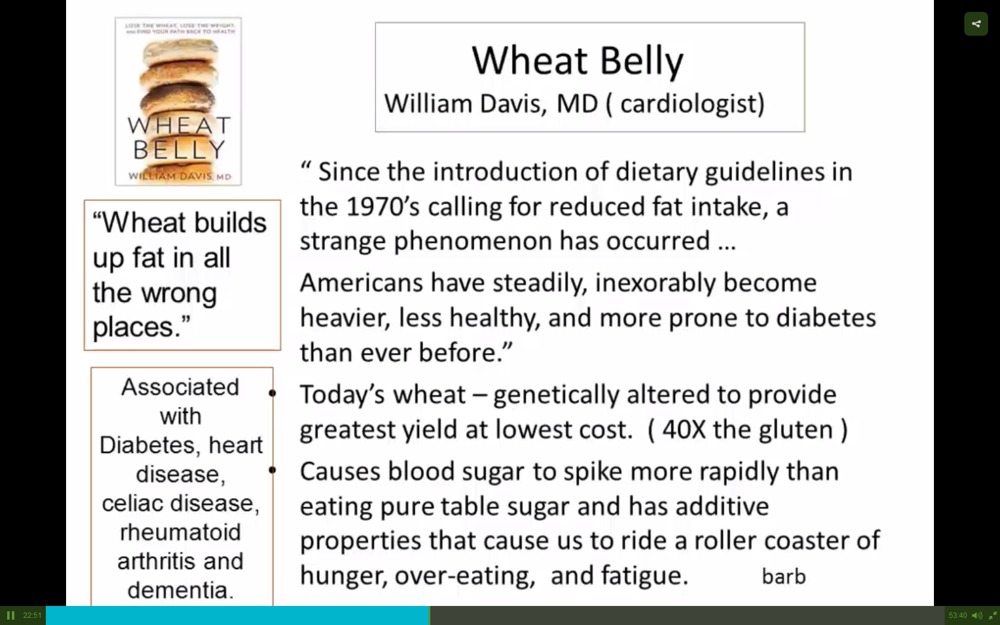 LOSE THE WHEAT, LOSE THE WEIGHT,
AND FIND YOUR PATH BACK TO HEALTH
WHEAT
BELLY
WILLIAM DAVIS, MD
Wheat Belly
William Davis, MD ( cardiologist)
“Wheat builds
up fat in all
the wrong
places.”
Associated
with
Diabetes, heart
disease,
celiac disease,
rheumatoid
arthritis and
dementia.
“ Since the introduction of dietary guidelines in
the 1970’s calling for reduced fat intake, a
strange phenomenon has occurred ...
Americans have steadily, inexorably become
heavier, less healthy, and more prone to diabetes
than ever before.”
• Today’s wheat – genetically altered to provide
greatest yield at lowest cost. ( 40X the gluten )
• Causes blood sugar to spike more rapidly than
eating pure table sugar and has additive
properties that cause us to ride a roller coaster of
hunger, over-eating, and fatigue. barb
22:51
53:40